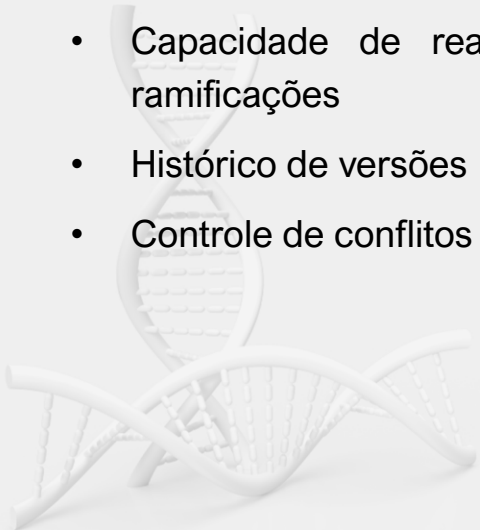 • Capacidade de rea
ramificações
• Histórico de versões
• Controle de conflitos